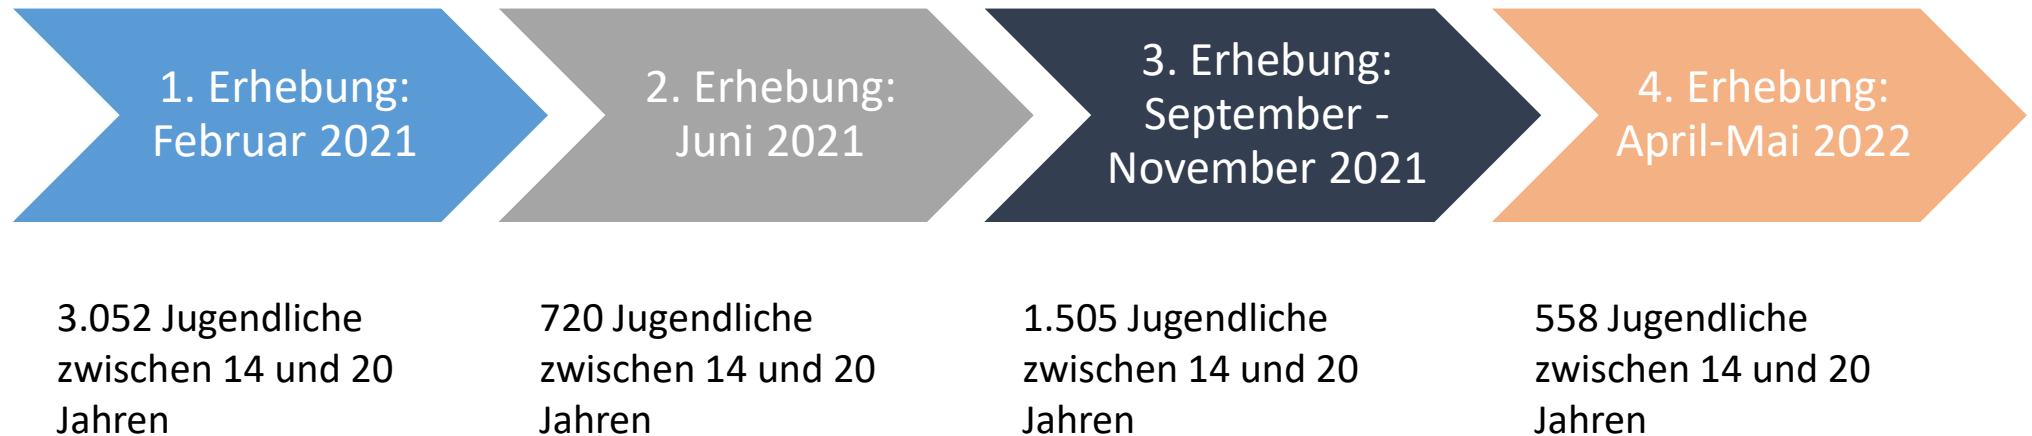 1. Erhebung:
Februar 2021
2. Erhebung:
Juni 2021
3. Erhebung:
September -
November 2021
4. Erhebung:
April-Mai 2022
3.052 Jugendliche
zwischen 14 und 20
Jahren
720 Jugendliche
zwischen 14 und 20
Jahren
1.505 Jugendliche
zwischen 14 und 20
Jahren
558 Jugendliche
zwischen 14 und 20
Jahren